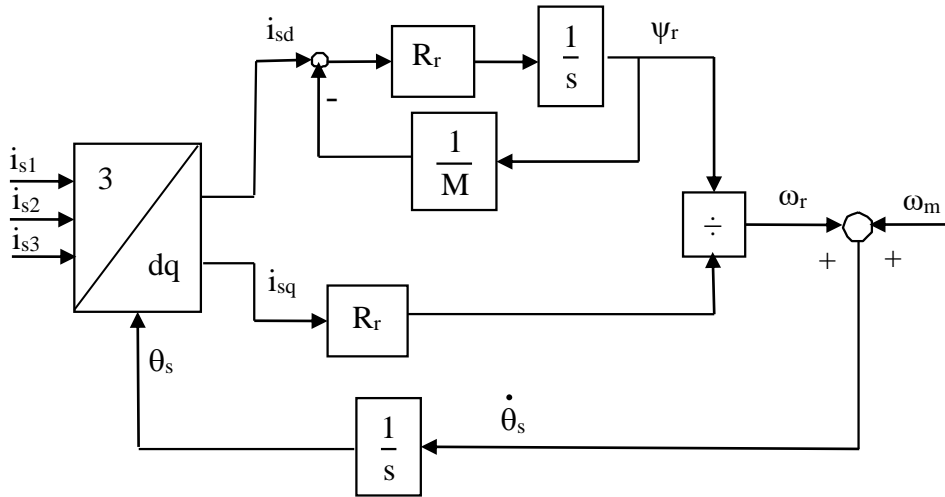 i_sd
R_r
1
s
ψ_r
-
1
M
i_s1
i_s2
i_s3
3
dq
i_sq
R_r
÷
ω_r
ω_m
+
+
θ_s
1
s
θ̇_s